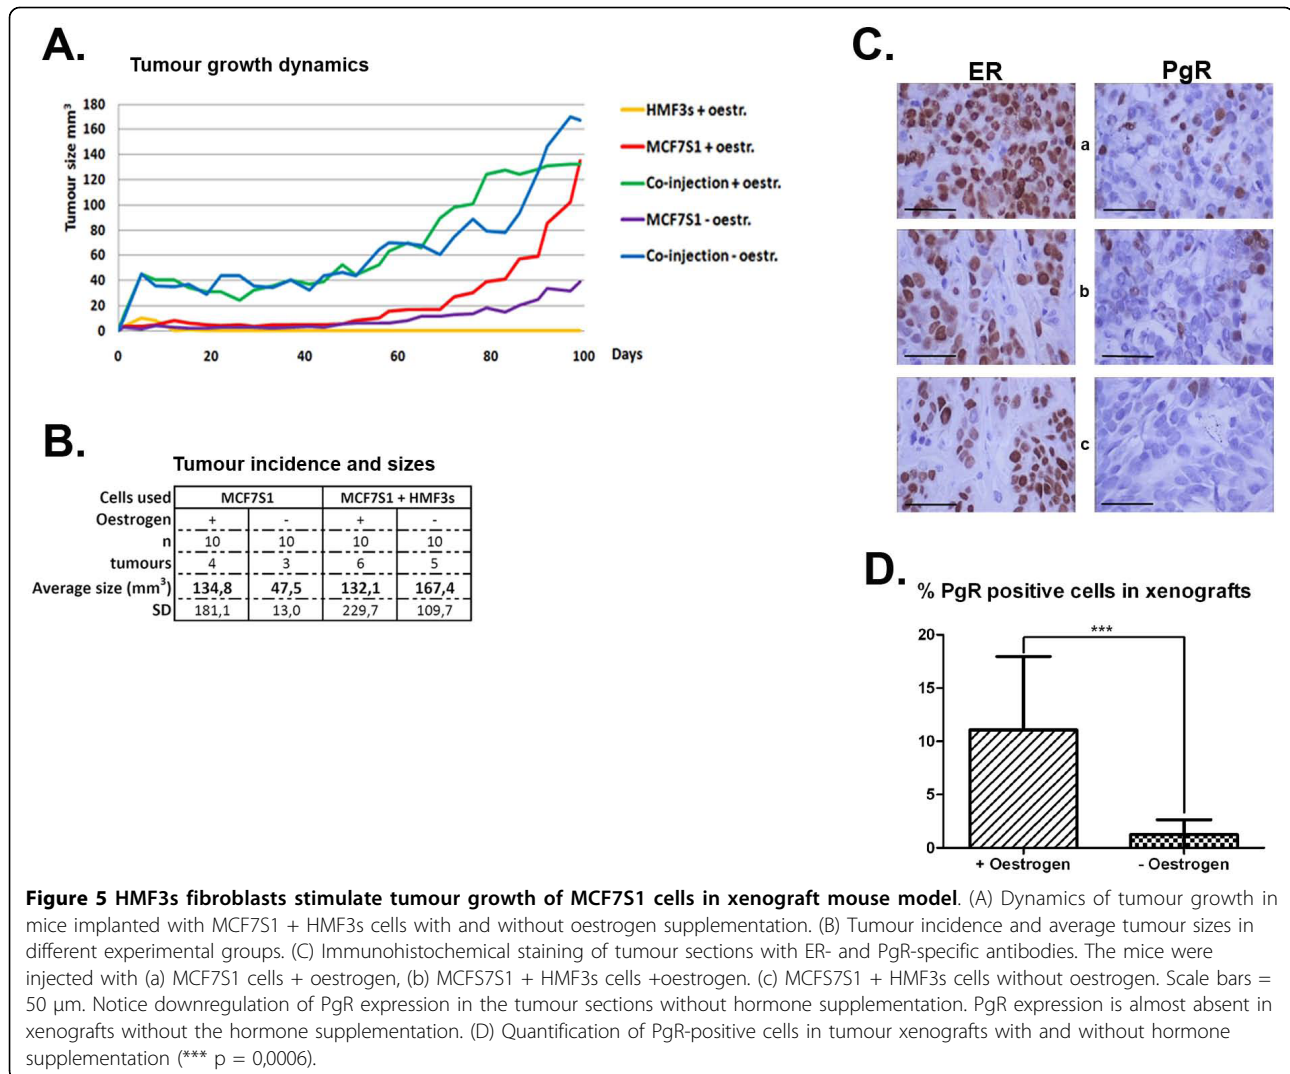 A.
Tumour growth dynamics
Tumour size mm³
180
160
140
120
100
80
60
40
20
0
0 20 40 60 80 100 Days
HMF3s + oestr.
MCF7S1 + oestr.
Co-injection + oestr.
MCF7S1 - oestr.
Co-injection - oestr.
B.
Tumour incidence and sizes
Cells used MCF7S1 MCF7S1 + HMF3s
Oestrogen + - + -
n 10 10 10 10
tumours 4 3 6 5
Average size (mm³) 134,8 47,5 132,1 167,4
SD 181,1 13,0 229,7 109,7
C.
ER PgR
a
b
c
D.
% PgR positive cells in xenografts
20
15
10
5
0
***
+ Oestrogen - Oestrogen
Figure 5 HMF3s fibroblasts stimulate tumour growth of MCF7S1 cells in xenograft mouse model. (A) Dynamics of tumour growth in
mice implanted with MCF7S1 + HMF3s cells with and without oestrogen supplementation. (B) Tumour incidence and average tumour sizes in
different experimental groups. (C) Immunohistochemical staining of tumour sections with ER- and PgR-specific antibodies. The mice were
injected with (a) MCF7S1 cells + oestrogen, (b) MCFS7S1 + HMF3s cells +oestrogen. (c) MCFS7S1 + HMF3s cells without oestrogen. Scale bars =
50 μm. Notice downregulation of PgR expression in the tumour sections without hormone supplementation. PgR expression is almost absent in
xenografts without the hormone supplementation. (D) Quantification of PgR-positive cells in tumour xenografts with and without hormone
supplementation (*** p = 0,0006).